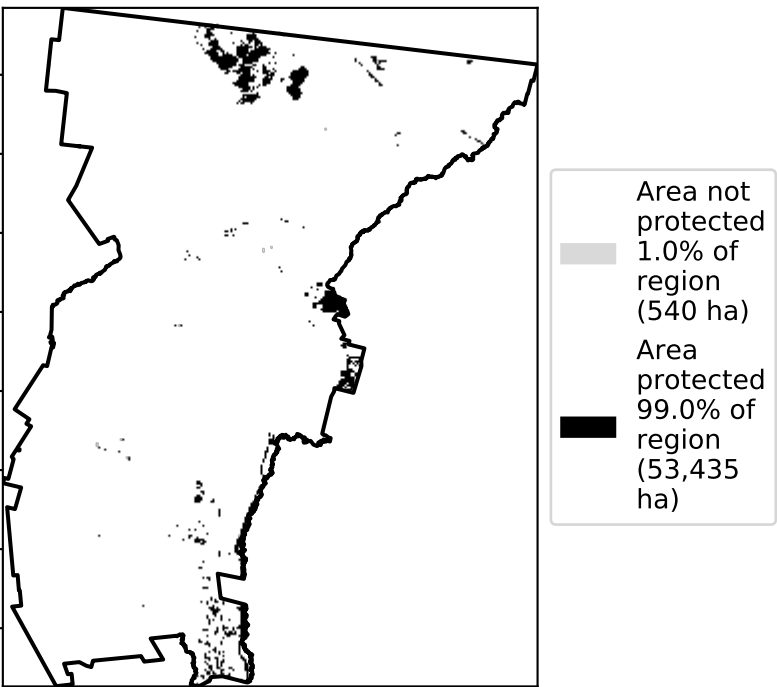 Area not
protected
1.0% of
region
(540 ha)
Area
protected
99.0% of
region
(53,435
ha)